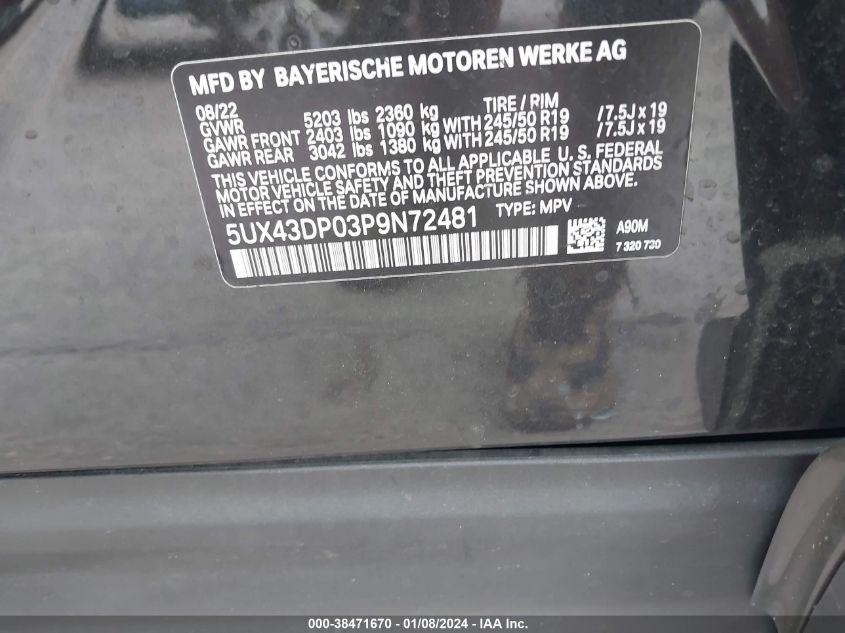 MFD BY BAYERISCHE MOTOREN WERKE AG
08/22 TIRE / RIM
GVWR 5203 lbs 2360 kg
GAWR FRONT 2403 lbs 1090 kg WITH 245/50 R19 /7.5J x 19
GAWR REAR 3042 lbs 1380 kg WITH 245/50 R19 /7.5J x 19
THIS VEHICLE CONFORMS TO ALL APPLICABLE U. S. FEDERAL
MOTOR VEHICLE SAFETY AND THEFT PREVENTION STANDARDS
IN EFFECT ON THE DATE OF MANUFACTURE SHOWN ABOVE.
5UX43DP03P9N72481 TYPE: MPV
A90M
7 320 730
000-38471670 - 01/08/2024 - IAA Inc.